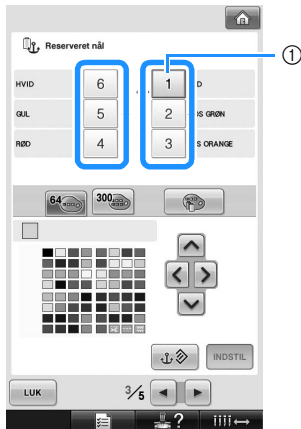 Reserveret nål
①
HVID 6 1 D
GUL 5 2 OS GRØN
RØD 4 3 S ORANGE
64 300
INDSTIL
LUK 3/5
?